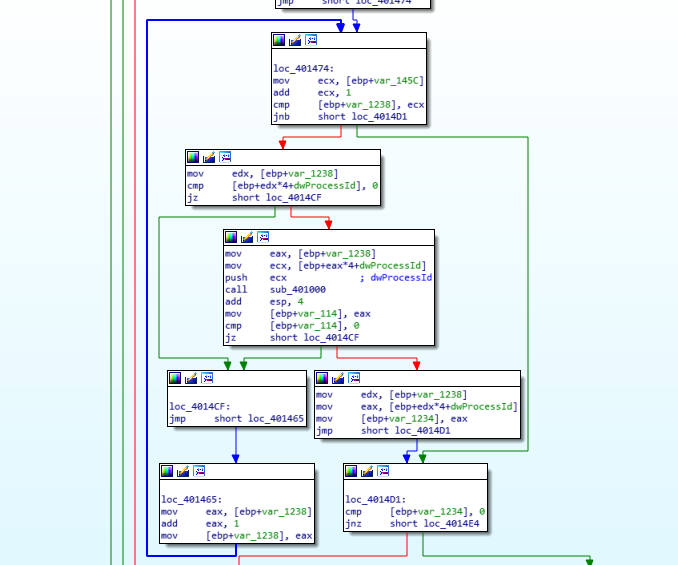 jmp     short loc_401474
loc_401474:
mov     ecx, [ebp+var_145C]
add     ecx, 1
cmp     [ebp+var_1238], ecx
jnb     short loc_4014D1
mov     edx, [ebp+var_1238]
cmp     [ebp+edx*4+dwProcessId], 0
jz      short loc_4014CF
mov     eax, [ebp+var_1238]
mov     ecx, [ebp+eax*4+dwProcessId]
push    ecx             ; dwProcessId
call    sub_401000
add     esp, 4
mov     [ebp+var_114], eax
cmp     [ebp+var_114], 0
jz      short loc_4014CF
loc_4014CF:
jmp     short loc_401465
mov     edx, [ebp+var_1238]
mov     eax, [ebp+edx*4+dwProcessId]
mov     [ebp+var_1234], eax
jmp     short loc_4014D1
loc_401465:
mov     eax, [ebp+var_1238]
add     eax, 1
mov     [ebp+var_1238], eax
loc_4014D1:
cmp     [ebp+var_1234], 0
jnz     short loc_4014E4